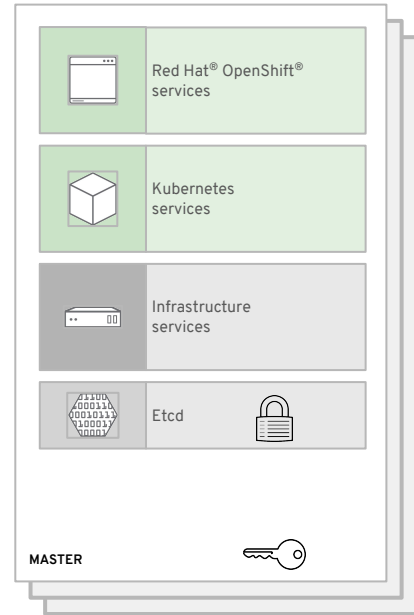 Red Hat® OpenShift®
services
Kubernetes
services
Infrastructure
services
Etcd
MASTER